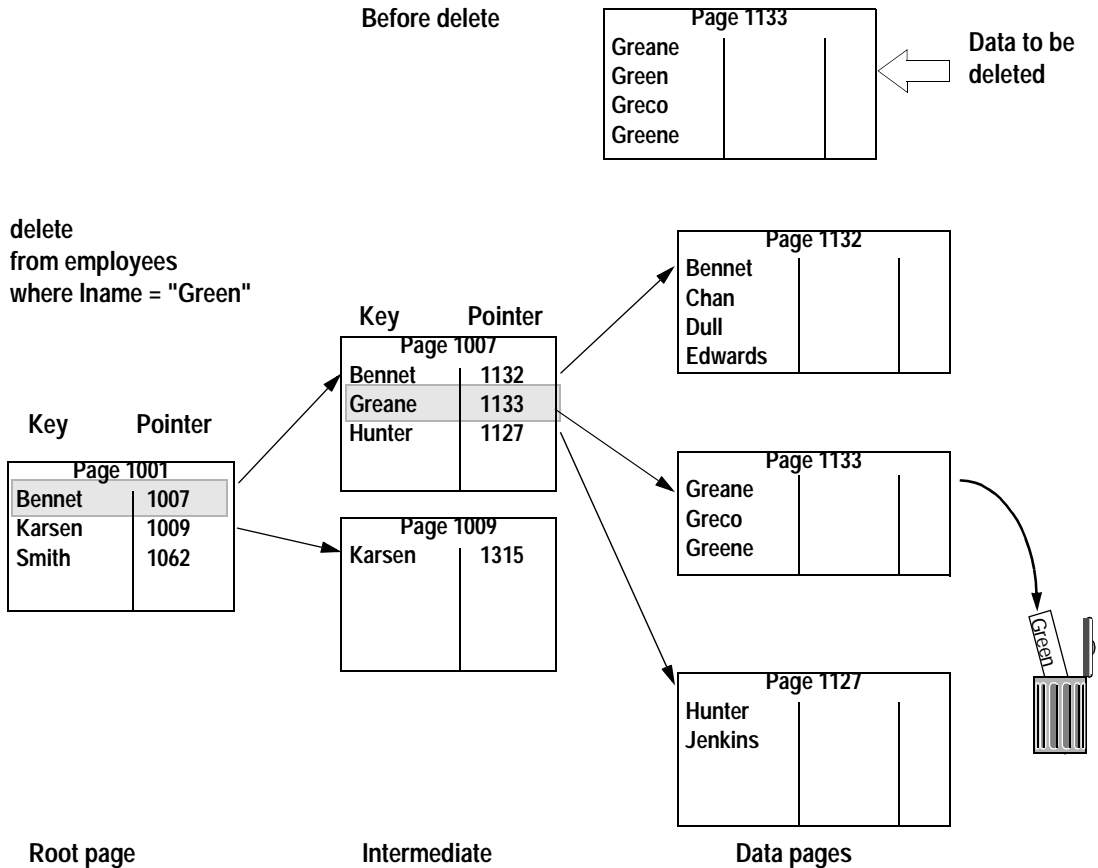 Before delete
Page 1133
Greane
Green
Greco
Greene
Data to be
deleted
delete
from employees
where lname = "Green"
Key Pointer
Page 1001
Bennet 1007
Karsen 1009
Smith 1062
Key Pointer
Page 1007
Bennet 1132
Greane 1133
Hunter 1127
Page 1009
Karsen 1315
Page 1132
Bennet
Chan
Dull
Edwards
Page 1133
Greane
Greco
Greene
Green
Page 1127
Hunter
Jenkins
Root page
Intermediate
Data pages